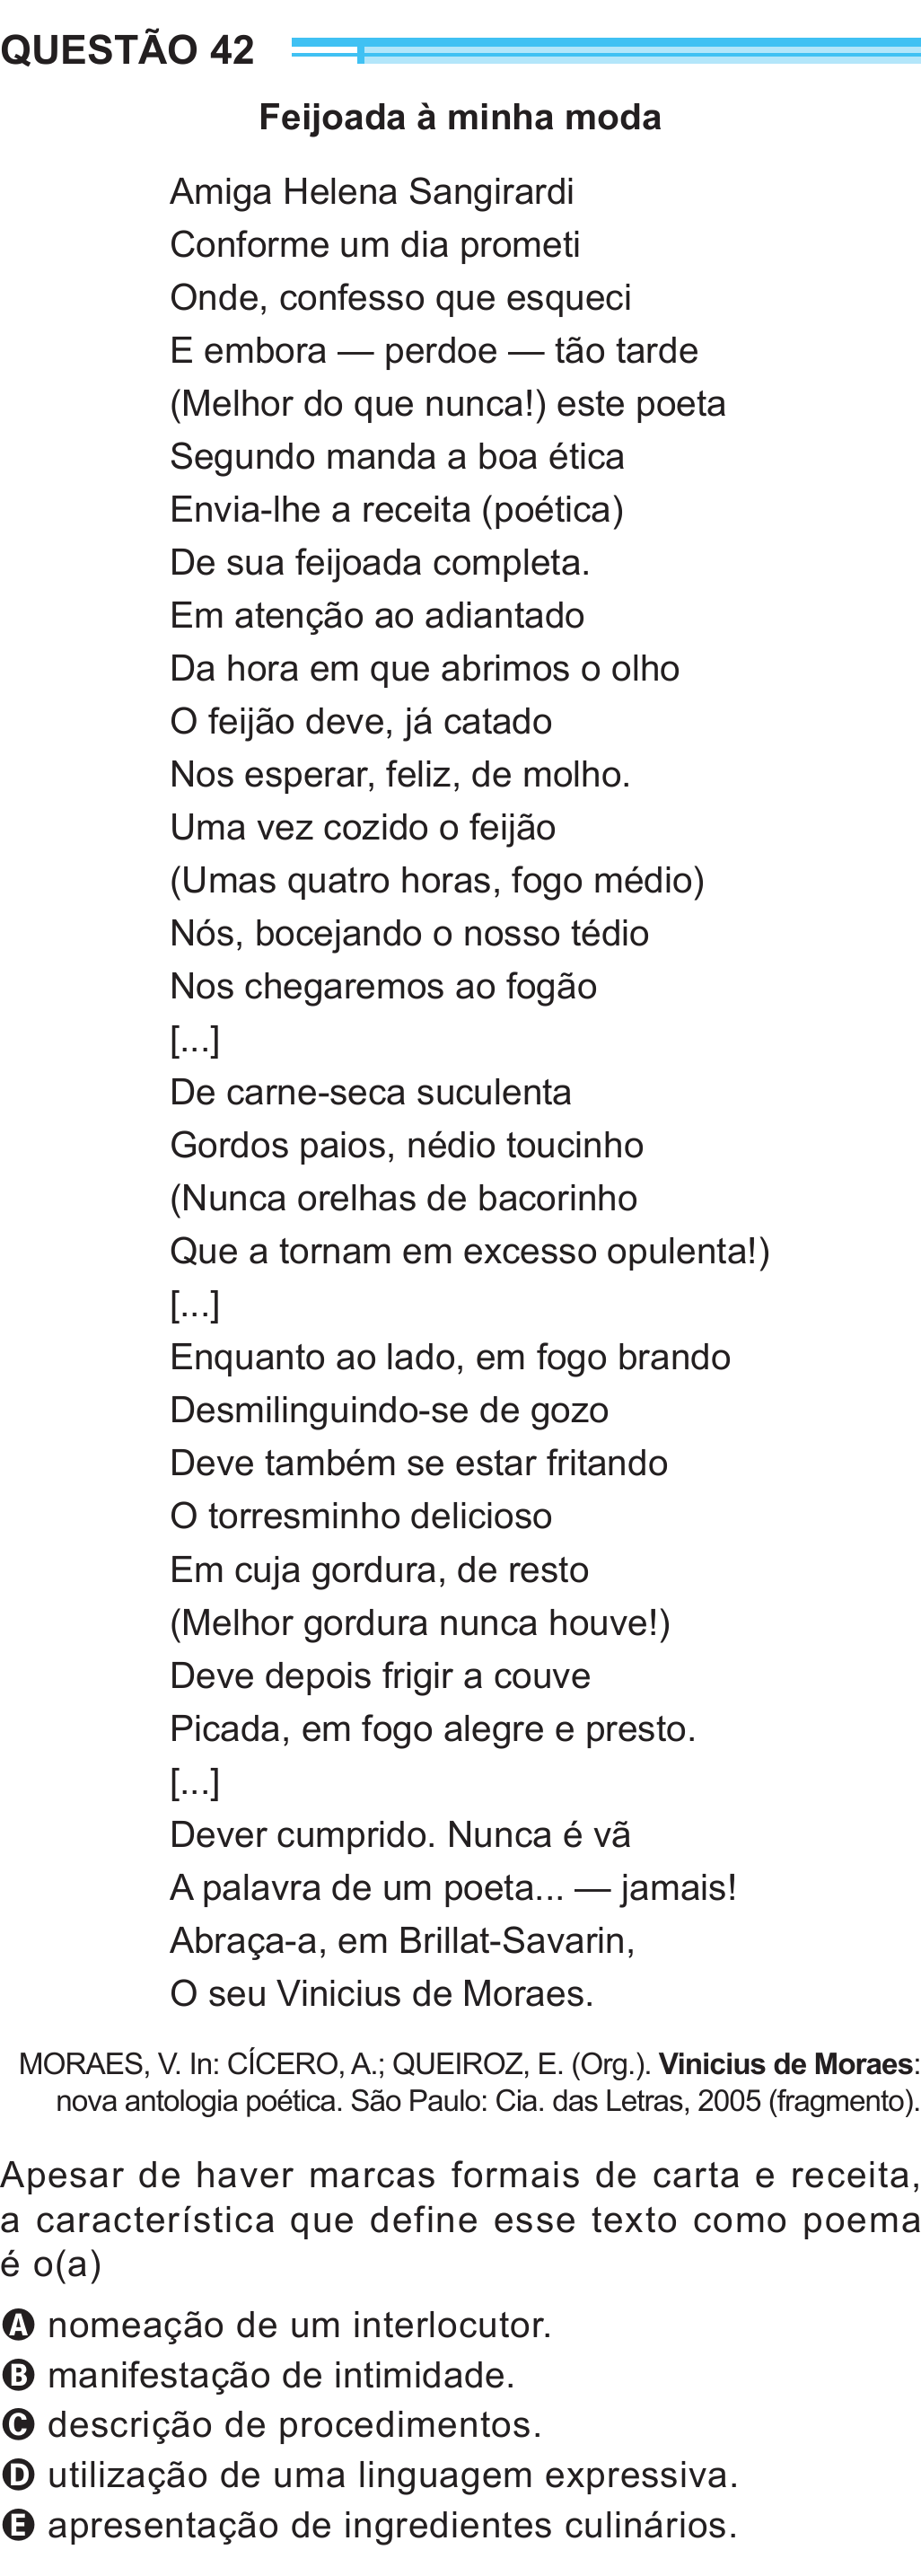 QUESTÃO 42
Feijoada à minha moda
Amiga Helena Sangirardi
Conforme um dia prometi
Onde, confesso que esqueci
E embora — perdoe — tão tarde
(Melhor do que nunca!) este poeta
Segundo manda a boa ética
Envia-lhe a receita (poética)
De sua feijoada completa.
Em atenção ao adiantado
Da hora em que abrimos o olho
O feijão deve, já catado
Nos esperar, feliz, de molho.
Uma vez cozido o feijão
(Umas quatro horas, fogo médio)
Nós, bocejando o nosso tédio
Nos chegaremos ao fogão
[...]
De carne-seca suculenta
Gordos paios, nédio toucinho
(Nunca orelhas de bacorinho
Que a tornam em excesso opulenta!)
[...]
Enquanto ao lado, em fogo brando
Desmilinguindo-se de gozo
Deve também se estar fritando
O torresminho delicioso
Em cuja gordura, de resto
(Melhor gordura nunca houve!)
Deve depois frigir a couve
Picada, em fogo alegre e presto.
[...]
Dever cumprido. Nunca é vã
A palavra de um poeta... — jamais!
Abraça-a, em Brillat-Savarin,
O seu Vinicius de Moraes.
MORAES, V. In: CÍCERO, A.; QUEIROZ, E. (Org.). Vinicius de Moraes:
nova antologia poética. São Paulo: Cia. das Letras, 2005 (fragmento).
Apesar de haver marcas formais de carta e receita,
a característica que define esse texto como poema
é o(a)
A nomeação de um interlocutor.
B manifestação de intimidade.
C descrição de procedimentos.
D utilização de uma linguagem expressiva.
E apresentação de ingredientes culinários.